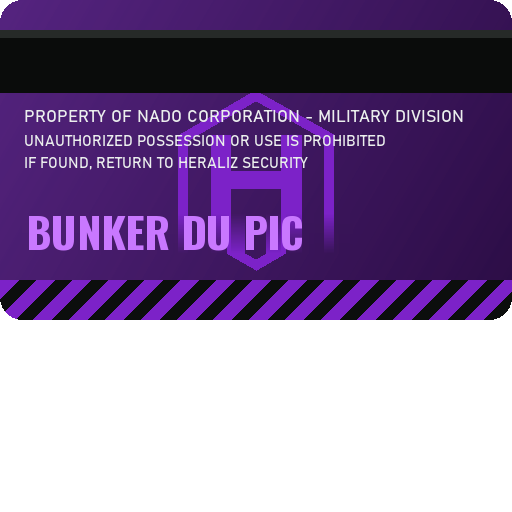 PROPERTY OF NADO CORPORATION - MILITARY DIVISION
UNAUTHORIZED POSSESSION OR USE IS PROHIBITED
IF FOUND, RETURN TO HERALIZ SECURITY
BUNKER DU PIC